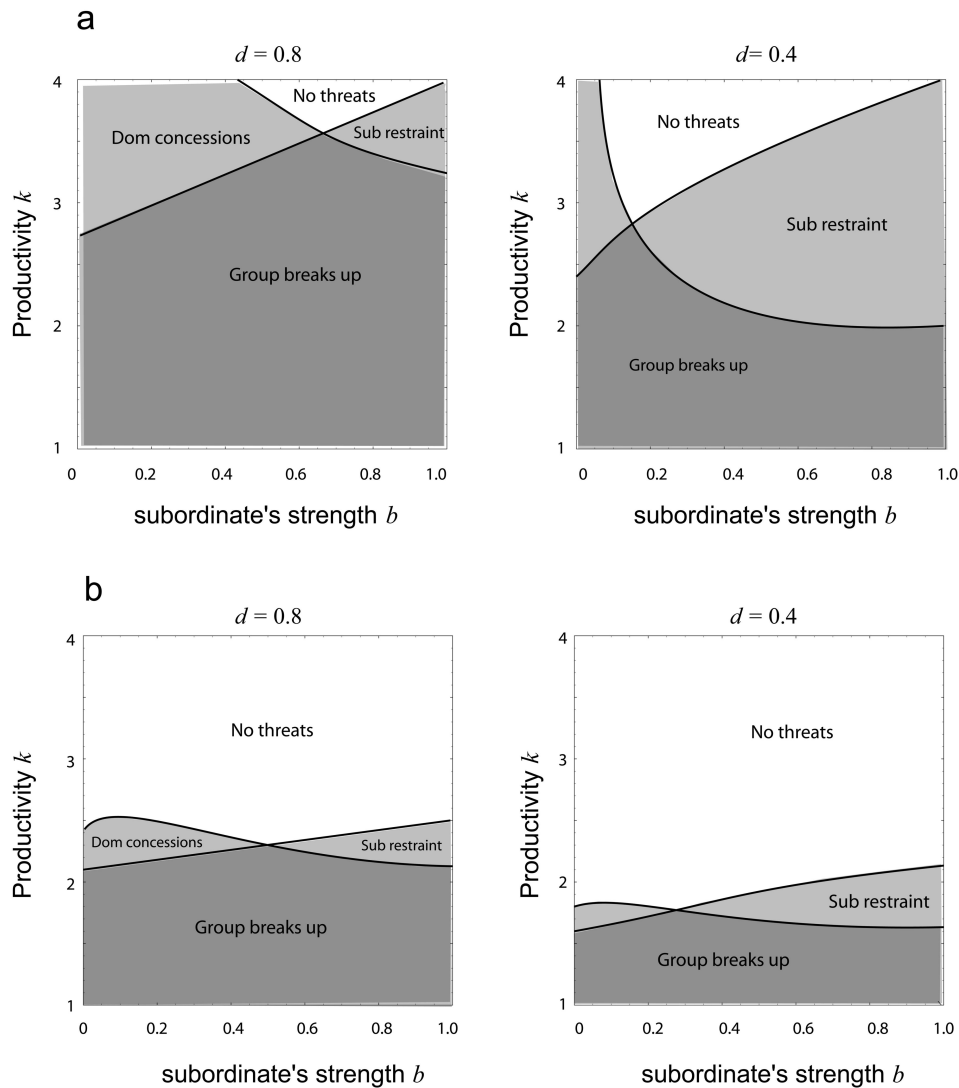 a
d = 0.8
d= 0.4
4
3
2
1
0 0.2 0.4 0.6 0.8 1.0
Productivity k
subordinate's strength b
No threats
Dom concessions
Sub restraint
Group breaks up
4
3
2
1
0 0.2 0.4 0.6 0.8 1.0
Productivity k
subordinate's strength b
No threats
Sub restraint
Group breaks up
b
d = 0.8
d = 0.4
4
3
2
1
0 0.2 0.4 0.6 0.8 1.0
Productivity k
subordinate's strength b
No threats
Dom concessions
Sub restraint
Group breaks up
4
3
2
1
0 0.2 0.4 0.6 0.8 1.0
Productivity k
subordinate's strength b
No threats
Sub restraint
Group breaks up